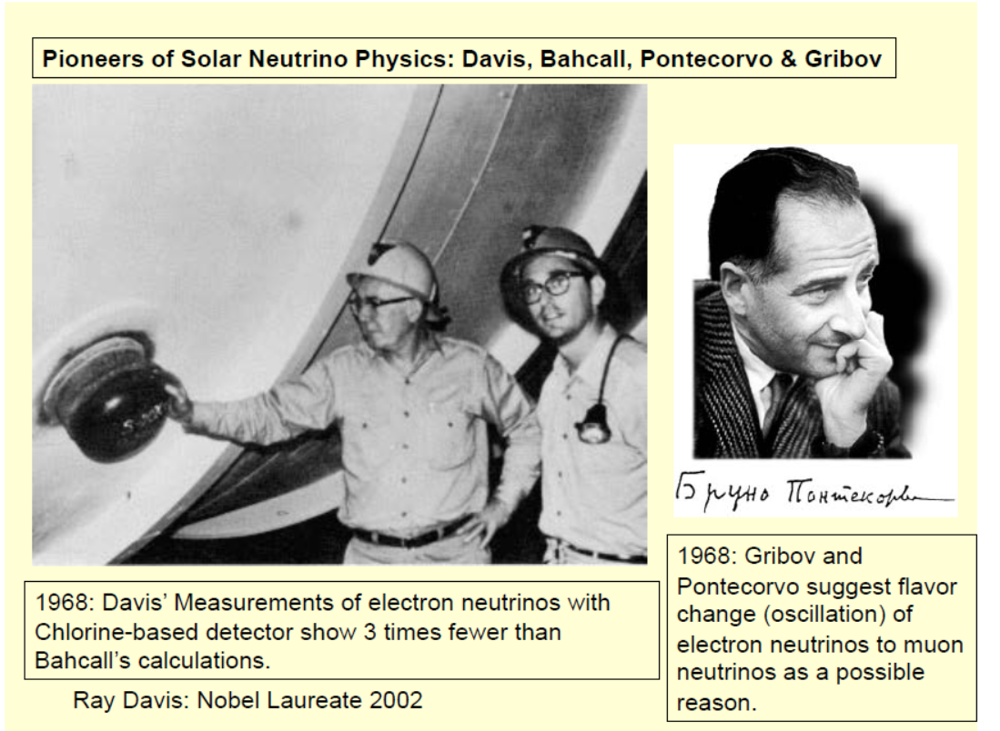 Pioneers of Solar Neutrino Physics: Davis, Bahcall, Pontecorvo & Gribov
Бруно Понтекорво
1968: Davis’ Measurements of electron neutrinos with
Chlorine-based detector show 3 times fewer than
Bahcall’s calculations.
Ray Davis: Nobel Laureate 2002
1968: Gribov and
Pontecorvo suggest flavor
change (oscillation) of
electron neutrinos to muon
neutrinos as a possible
reason.